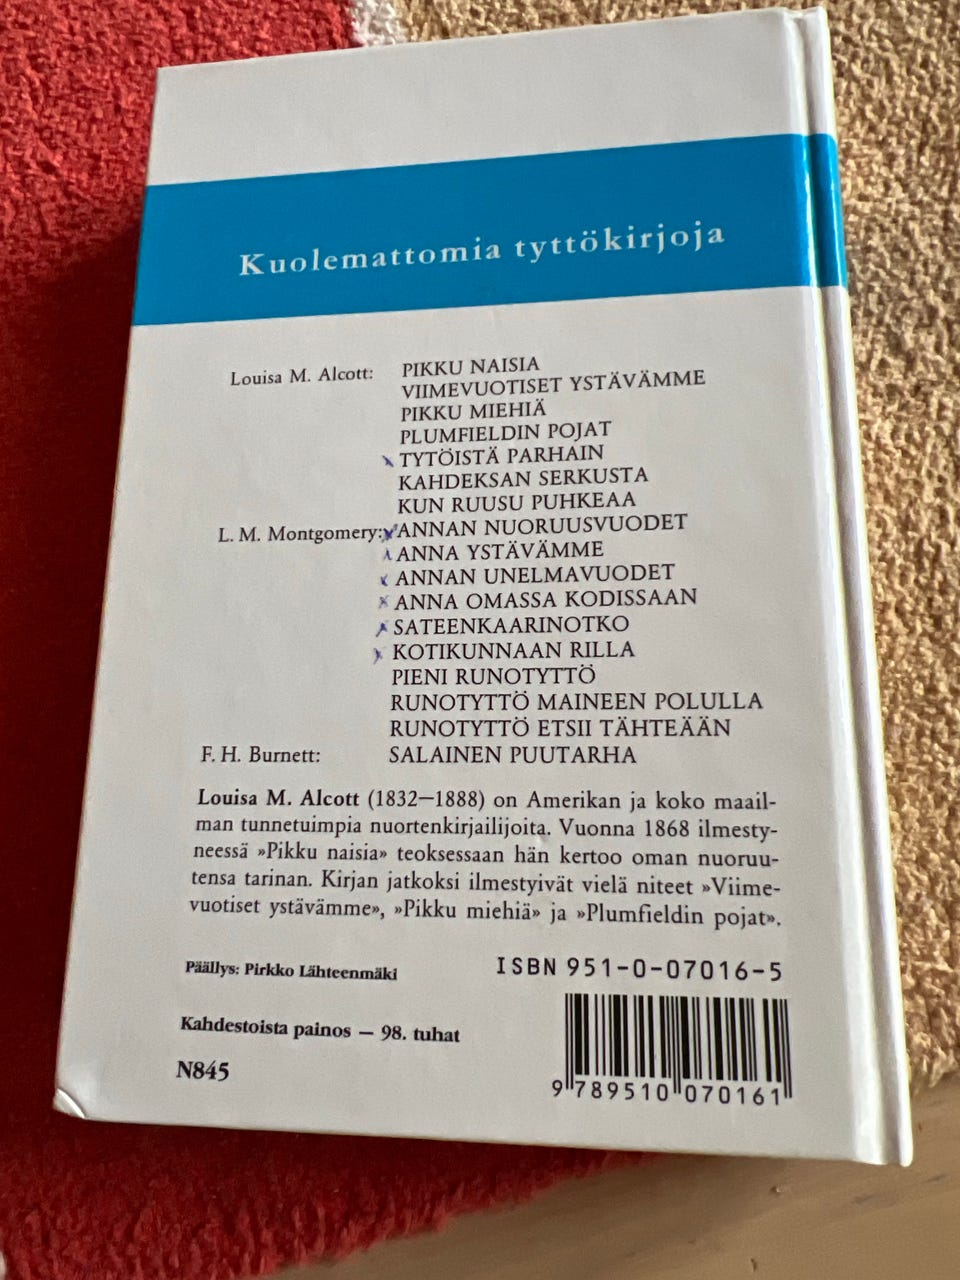 Kuolemattomia tyttökirjoja
Louisa M. Alcott: PIKKU NAISIA
VIIMEVUOTISET YSTÄVÄMME
PIKKU MIEHIÄ
PLUMFIELDIN POJAT
TYTÖISTÄ PARHAIN
KAHDEKSAN SERKUSTA
KUN RUUSU PUHKEAA
L. M. Montgomery: ANNAN NUORUUSVUODET
ANNA YSTÄVÄMME
ANNAN UNELMAVUODET
ANNA OMASSA KODISSAAN
SATEENKAARINOTKO
KOTIKUNNAAN RILLA
PIENI RUNOTYTTÖ
RUNOTYTTÖ MAINEEN POLULLA
RUNOTYTTÖ ETSII TÄHTEÄÄN
F. H. Burnett: SALAINEN PUUTARHA
Louisa M. Alcott (1832—1888) on Amerikan ja koko maail-
man tunnetuimpia nuortenkirjailijoita. Vuonna 1868 ilmesty-
neessä »Pikku naisia» teoksessaan hän kertoo oman nuoruu-
tensa tarinan. Kirjan jatkoksi ilmestyivät vielä niteet »Viime-
vuotiset ystävämme», »Pikku miehiä» ja »Plumfieldin pojat».
Päällys: Pirkko Lähteenmäki
ISBN 951-0-07016-5
Kahdestoista painos — 98. tuhat
N845
9 789510 070161